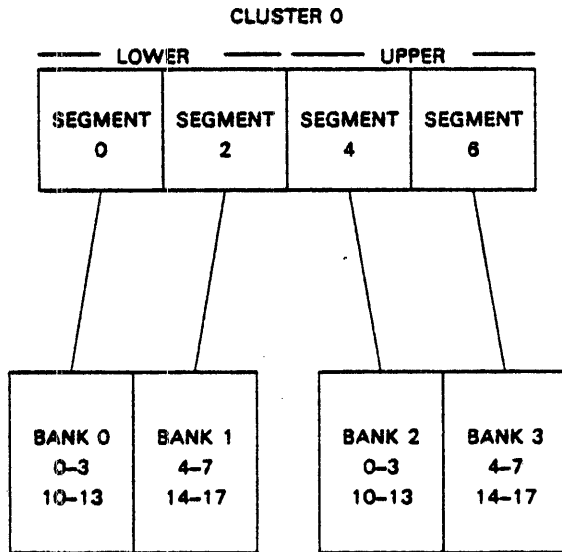 CLUSTER 0
LOWER UPPER
SEGMENT 0 SEGMENT 2 SEGMENT 4 SEGMENT 6
BANK 0 BANK 1 BANK 2 BANK 3
0–3 4–7 0–3 4–7
10–13 14–17 10–13 14–17